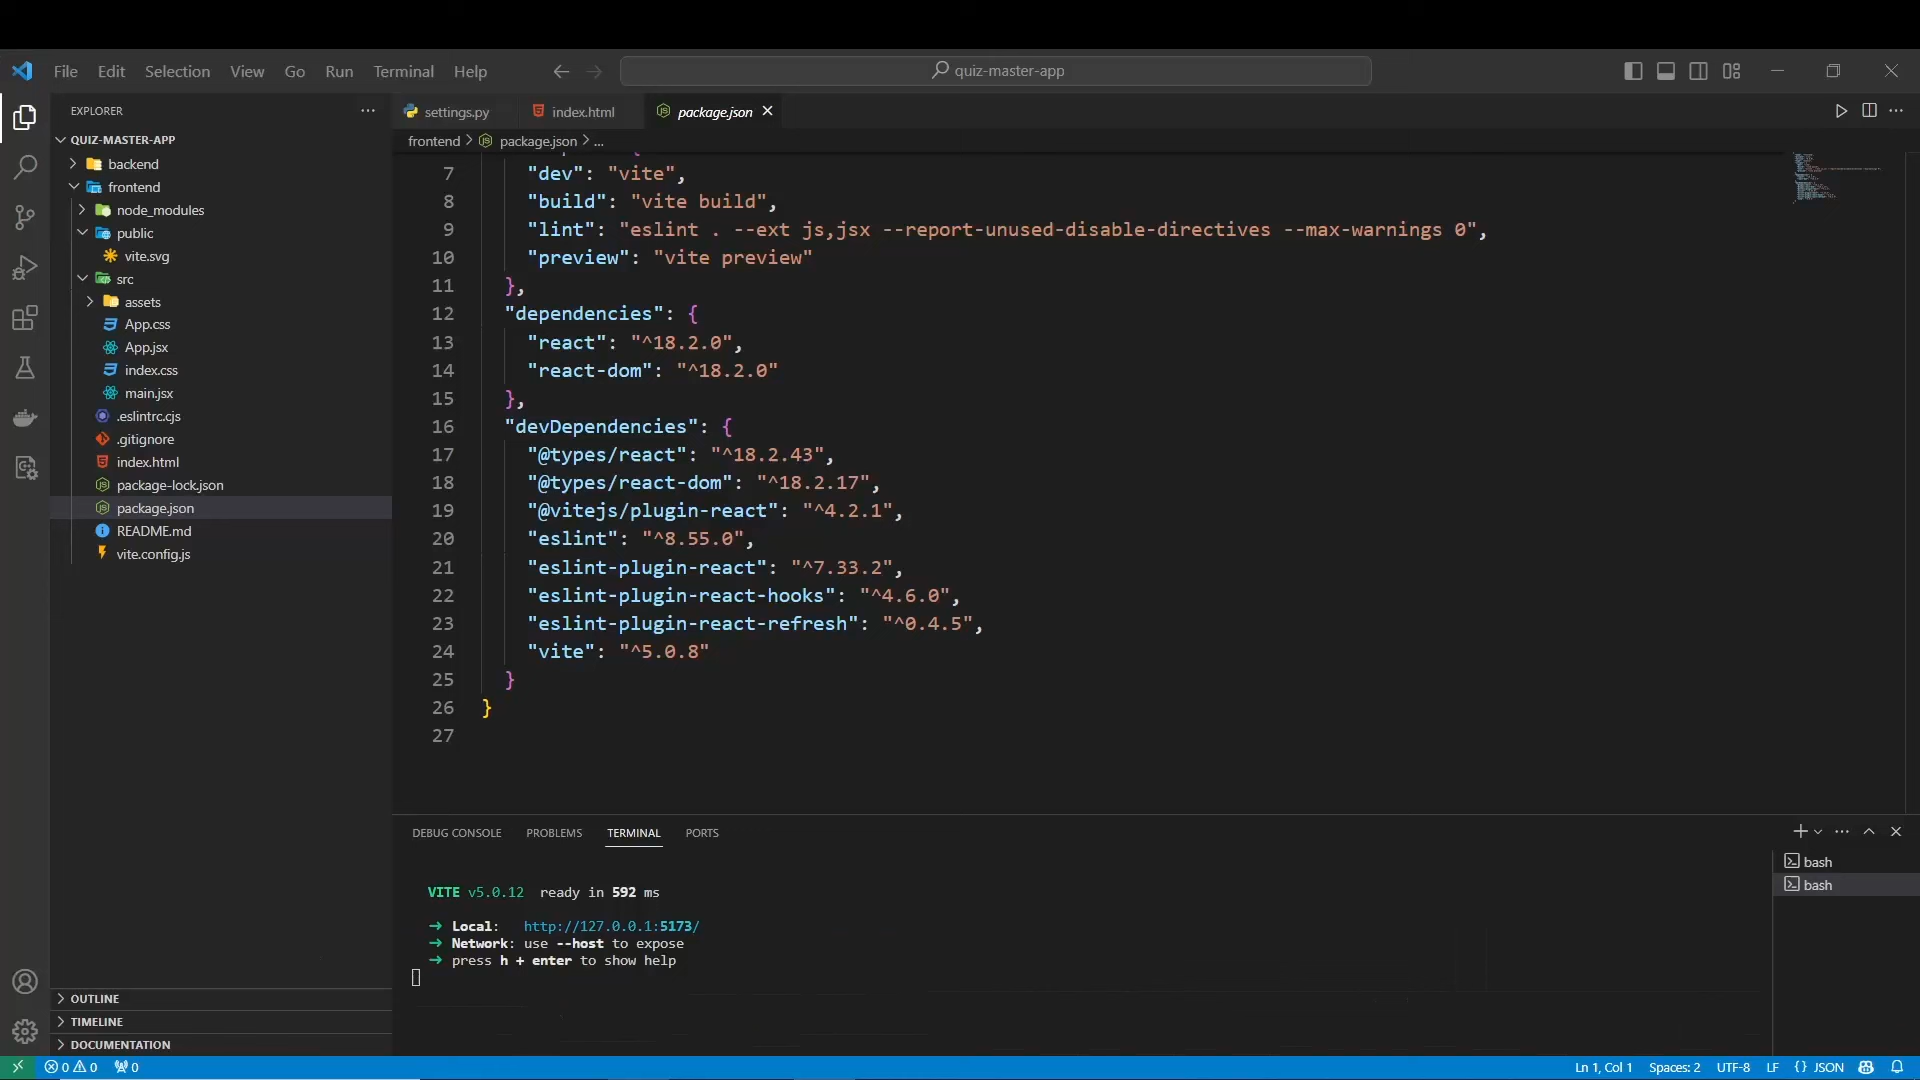 File Edit Selection View Go Run Terminal Help
quiz-master-app
EXPLORER
QUIZ-MASTER-APP
backend
frontend
node_modules
public
vite.svg
src
assets
App.css
App.jsx
index.css
main.jsx
.eslintrc.cjs
.gitignore
index.html
package-lock.json
package.json
README.md
vite.config.js
OUTLINE
TIMELINE
DOCUMENTATION
settings.py index.html package.json
frontend > package.json > ...
7 "dev": "vite",
8 "build": "vite build",
9 "lint": "eslint . --ext js,jsx --report-unused-disable-directives --max-warnings 0",
10 "preview": "vite preview"
11 },
12 "dependencies": {
13 "react": "^18.2.0",
14 "react-dom": "^18.2.0"
15 },
16 "devDependencies": {
17 "@types/react": "^18.2.43",
18 "@types/react-dom": "^18.2.17",
19 "@vitejs/plugin-react": "^4.2.1",
20 "eslint": "^8.55.0",
21 "eslint-plugin-react": "^7.33.2",
22 "eslint-plugin-react-hooks": "^4.6.0",
23 "eslint-plugin-react-refresh": "^0.4.5",
24 "vite": "^5.0.8"
25 }
26 }
27
DEBUG CONSOLE PROBLEMS TERMINAL PORTS
VITE v5.0.12 ready in 592 ms
➜ Local: http://127.0.0.1:5173/
➜ Network: use --host to expose
➜ press h + enter to show help
bash
bash
0 0 0
Ln 1, Col 1 Spaces: 2 UTF-8 LF {} JSON